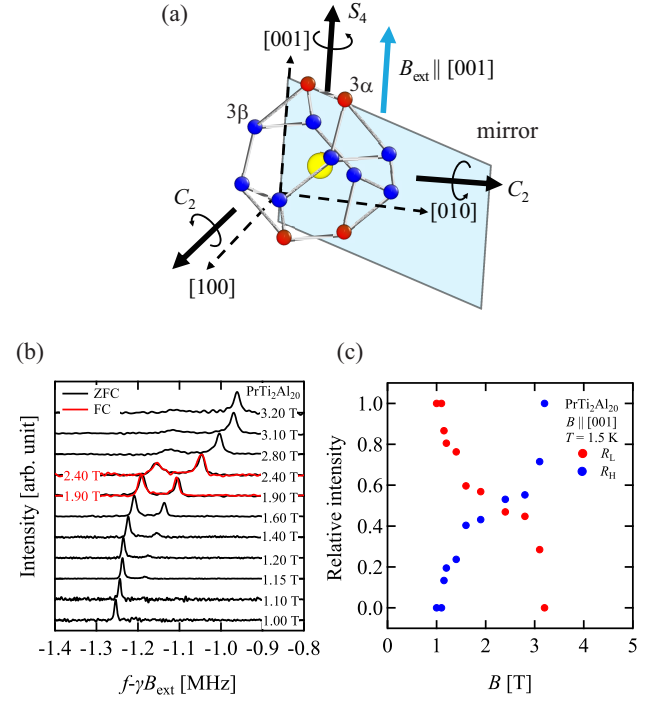 (a)
S₄
[001]
3α
B_ext || [001]
3β
mirror
C₂
[010]
C₂
[100]
(b)
ZFC
FC
PrTi₂Al₂₀
3.20 T
3.10 T
2.80 T
2.40 T
2.40 T
1.90 T
1.90 T
1.60 T
1.40 T
1.20 T
1.15 T
1.10 T
1.00 T
Intensity [arb. unit]
-1.4 -1.3 -1.2 -1.1 -1.0 -0.9 -0.8
f-γB_ext [MHz]
(c)
PrTi₂Al₂₀
B || [001]
T = 1.5 K
R_L
R_H
Relative intensity
1.0
0.8
0.6
0.4
0.2
0.0
0 1 2 3 4 5
B [T]